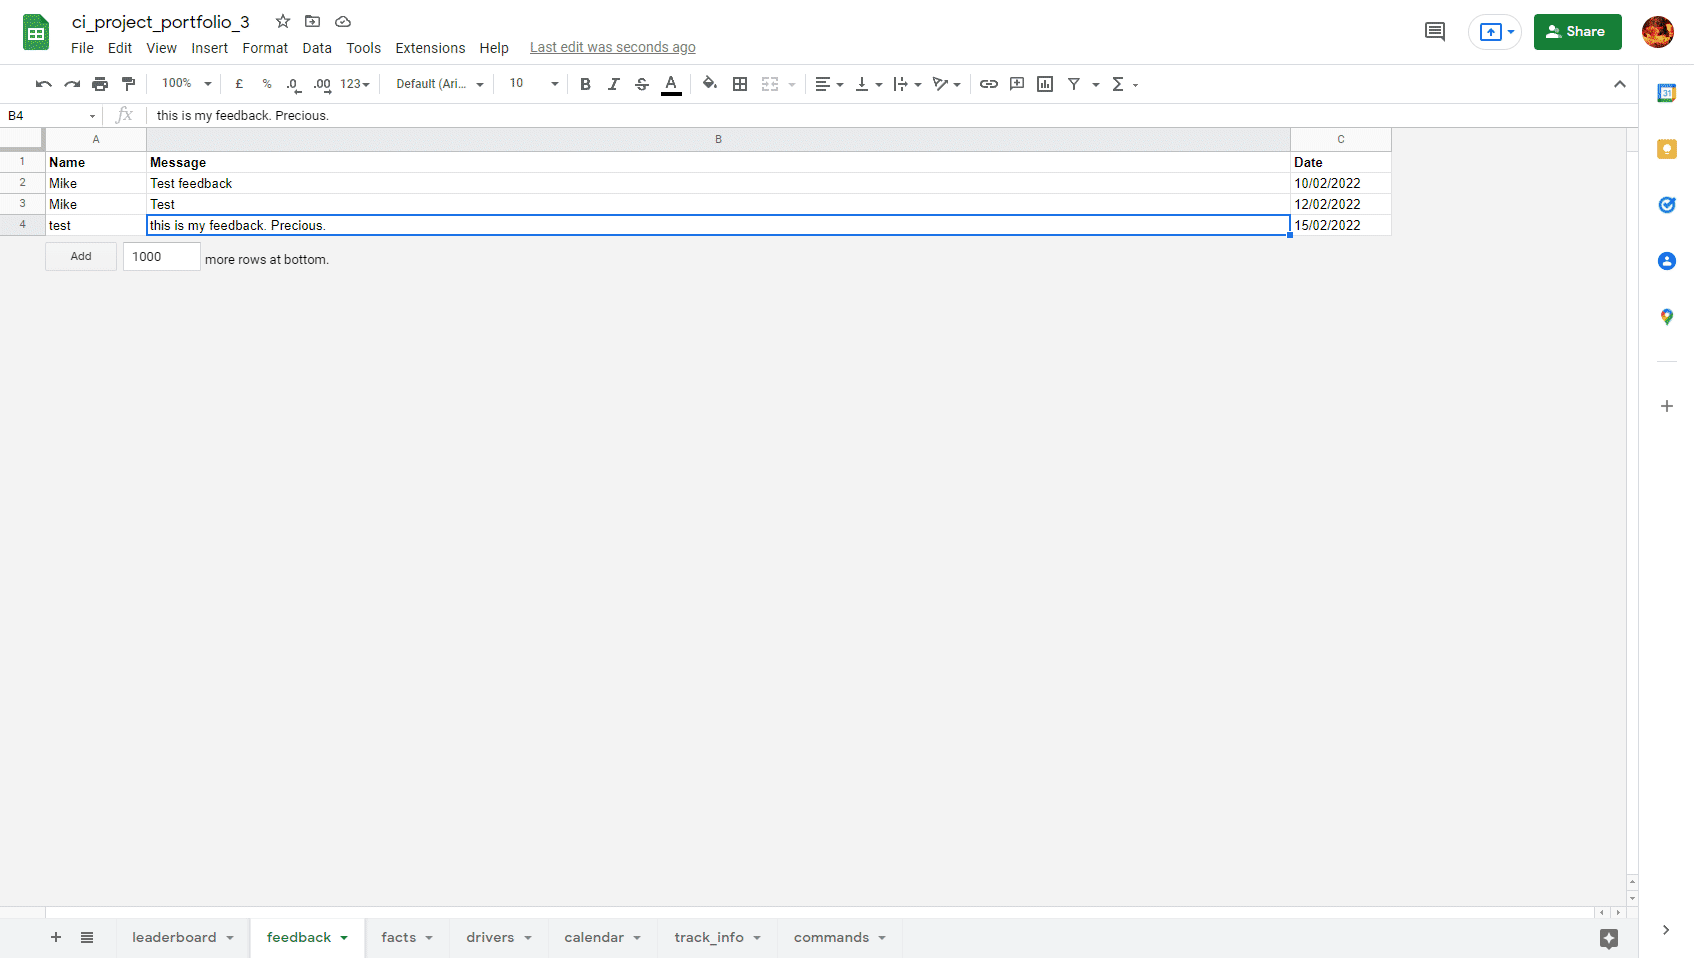 ci_project_portfolio_3
File Edit View Insert Format Data Tools Extensions Help Last edit was seconds ago
Share
100% £ % .0 .00 123 Default (Ari... 10 B I S A
31
B4 fx this is my feedback. Precious.
A B C
1 Name Message Date
2 Mike Test feedback 10/02/2022
3 Mike Test 12/02/2022
4 test this is my feedback. Precious. 15/02/2022
Add 1000 more rows at bottom.
leaderboard feedback facts drivers calendar track_info commands